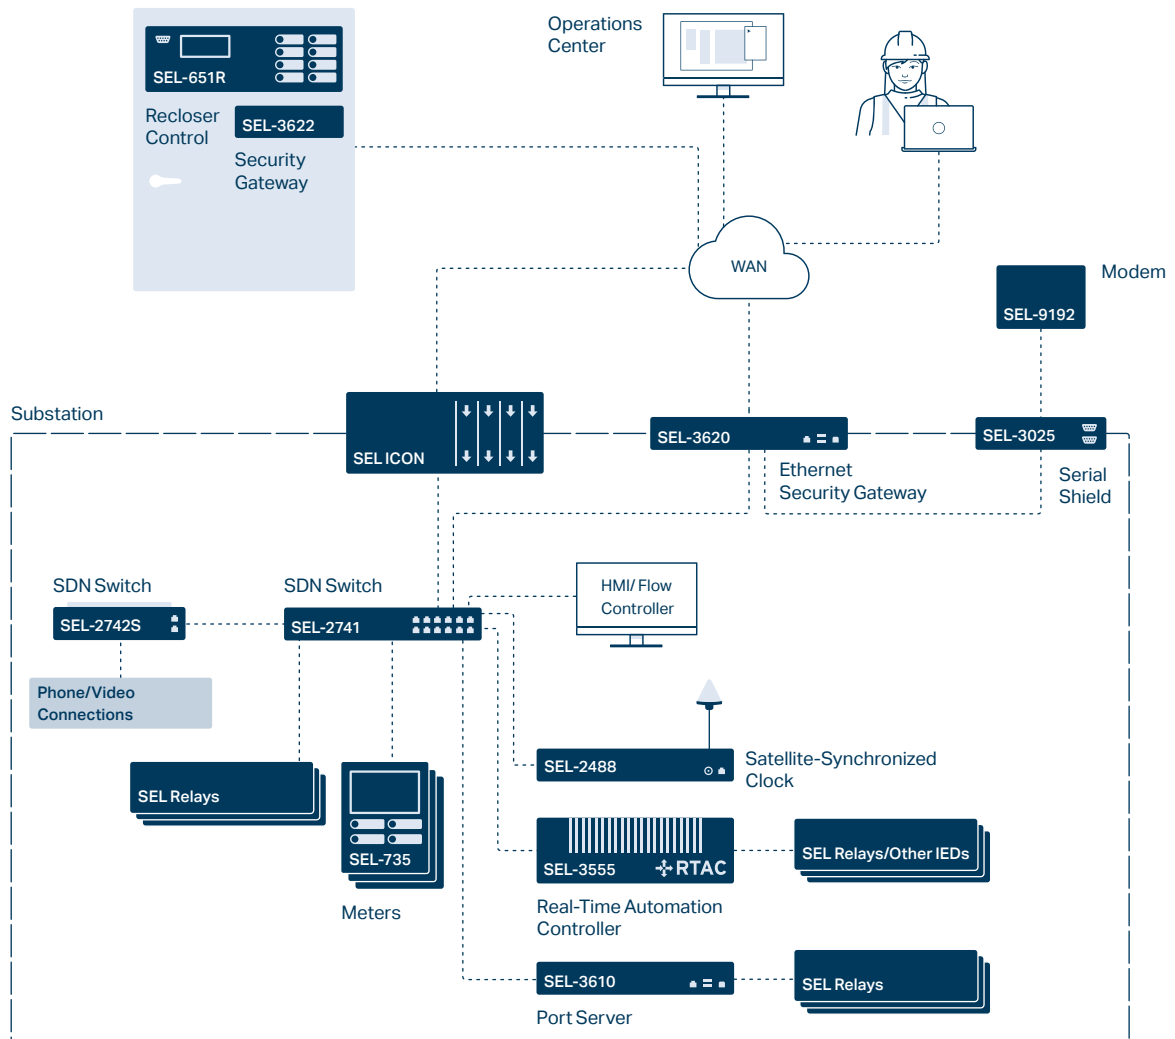 SEL-651R
Recloser
Control
SEL-3622
Security
Gateway
Operations
Center
WAN
Modem
SEL-9192
Substation
SEL ICON
SEL-3620
Ethernet
Security Gateway
SEL-3025
Serial
Shield
SDN Switch
SEL-2742S
SDN Switch
SEL-2741
HMI/ Flow
Controller
Phone/Video
Connections
SEL Relays
SEL-735
Meters
SEL-2488
Satellite-Synchronized
Clock
SEL-3555
RTAC
Real-Time Automation
Controller
SEL Relays/Other IEDs
SEL-3610
Port Server
SEL Relays